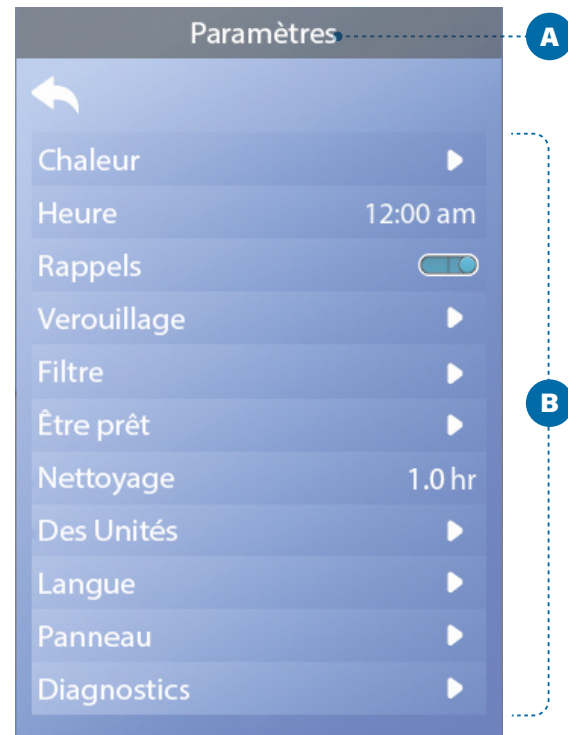 Paramètres
A
Chaleur
Heure 12:00 am
Rappels
Verouillage
Filtre
B
Être prêt
Nettoyage 1.0 hr
Des Unités
Langue
Panneau
Diagnostics